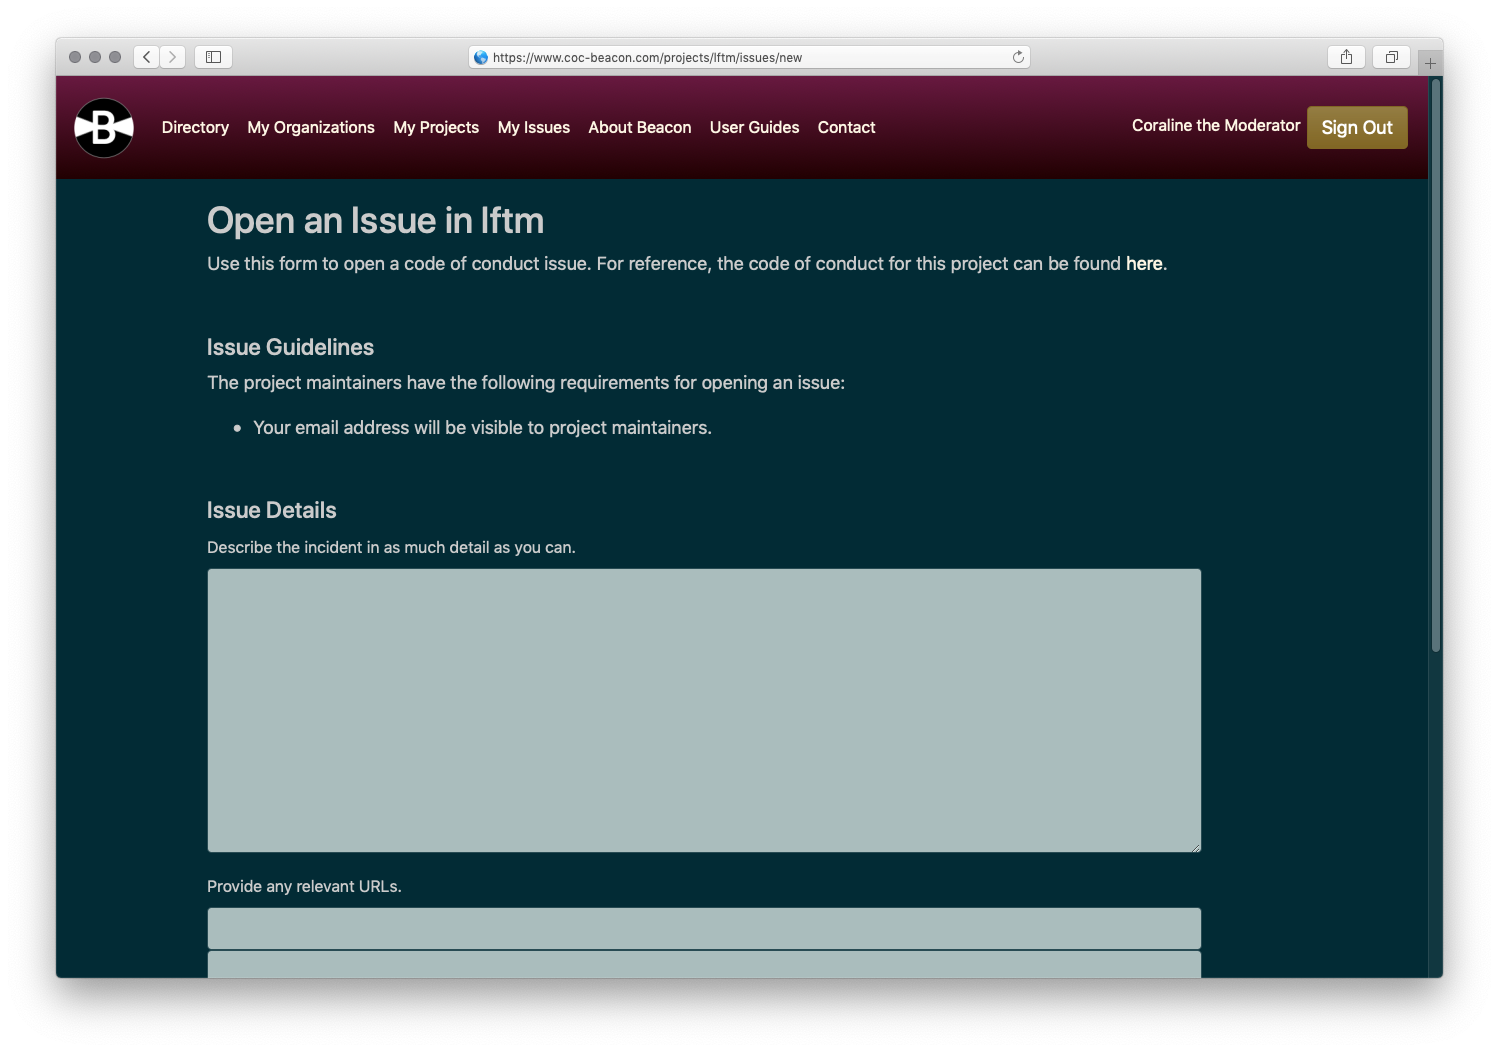 https://www.coc-beacon.com/projects/lftm/issues/new
B
Directory My Organizations My Projects My Issues About Beacon User Guides Contact Coraline the Moderator Sign Out
Open an Issue in lftm
Use this form to open a code of conduct issue. For reference, the code of conduct for this project can be found here.
Issue Guidelines
The project maintainers have the following requirements for opening an issue:
• Your email address will be visible to project maintainers.
Issue Details
Describe the incident in as much detail as you can.
Provide any relevant URLs.